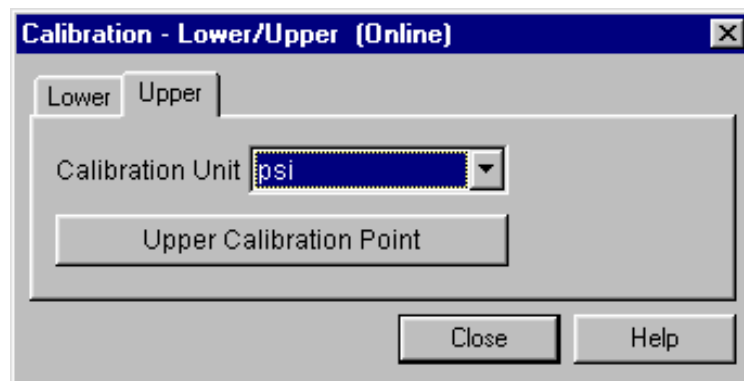 Calibration - Lower/Upper (Online)
Lower Upper
Calibration Unit psi
Upper Calibration Point
Close Help